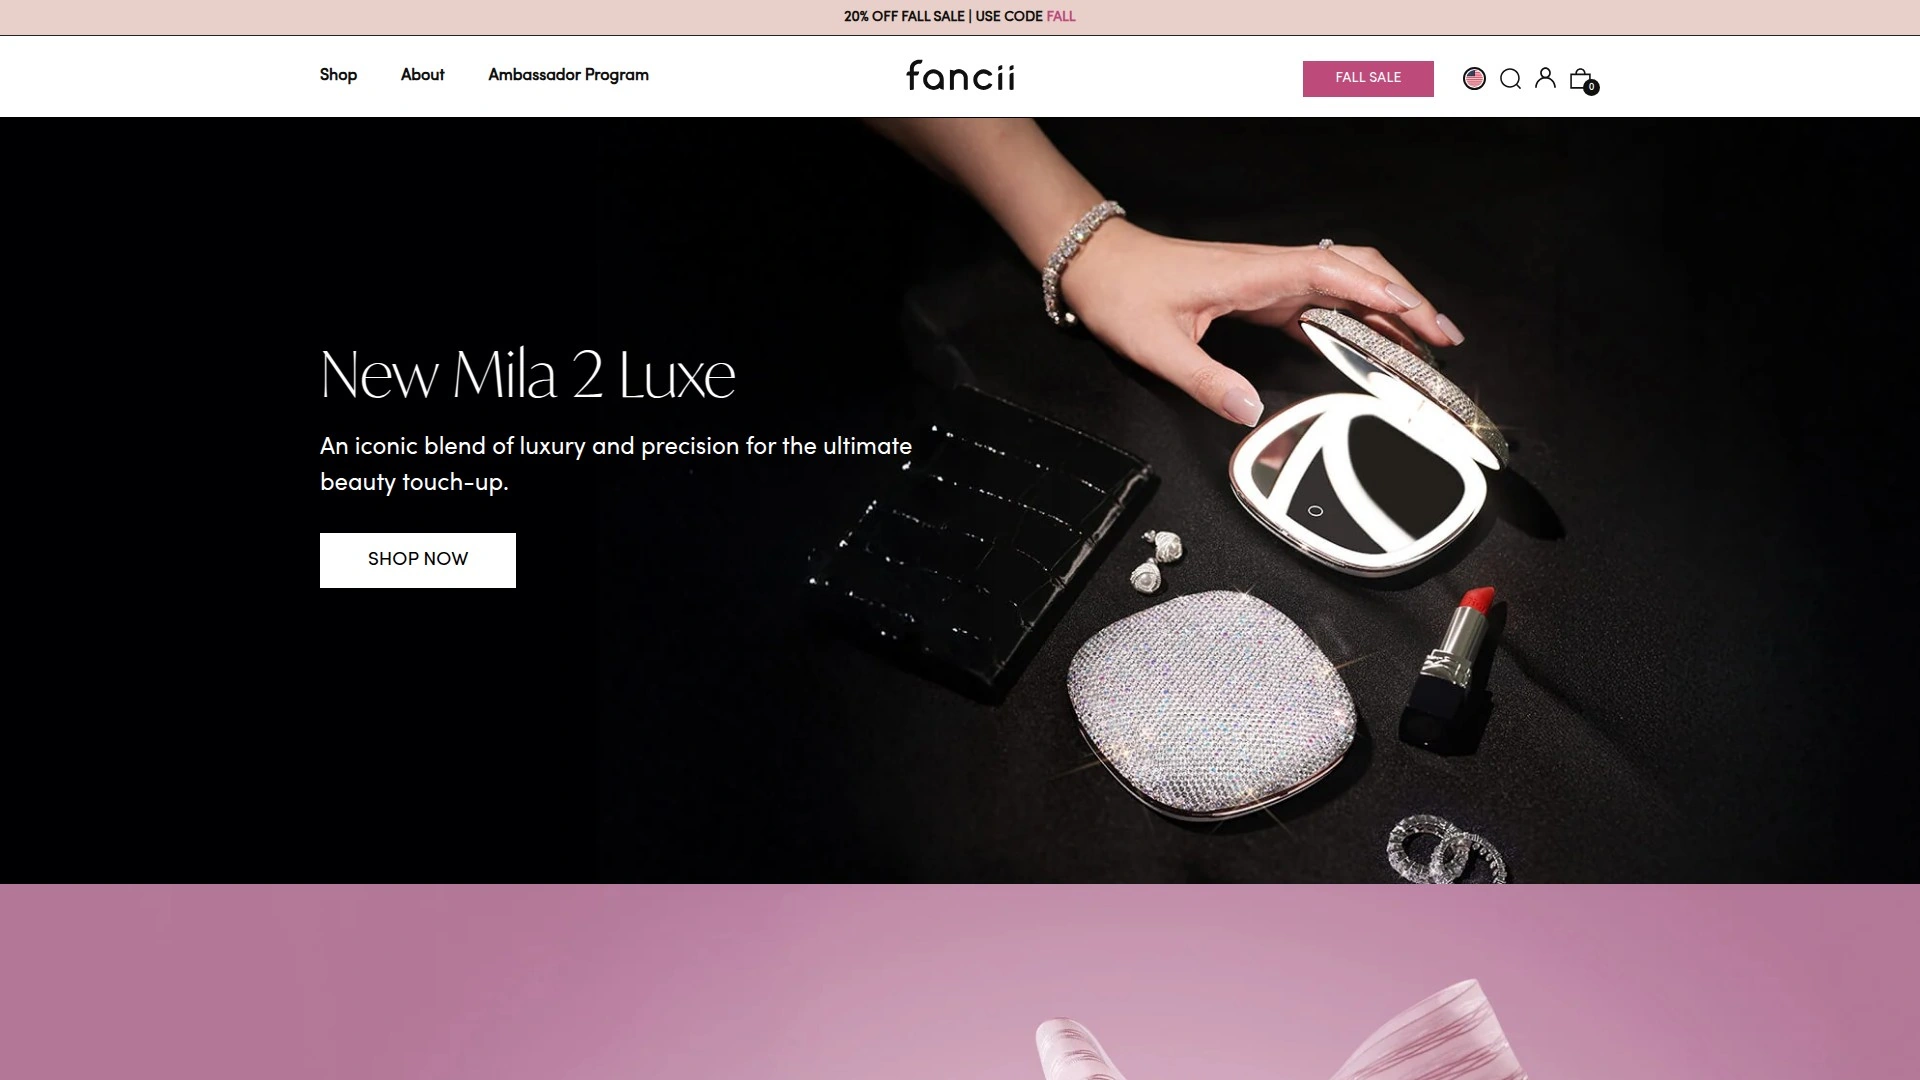 20% OFF FALL SALE | USE CODE FALL
Shop
About
Ambassador Program
fancii
FALL SALE
0
New Mila 2 Luxe
An iconic blend of luxury and precision for the ultimate
beauty touch-up.
SHOP NOW